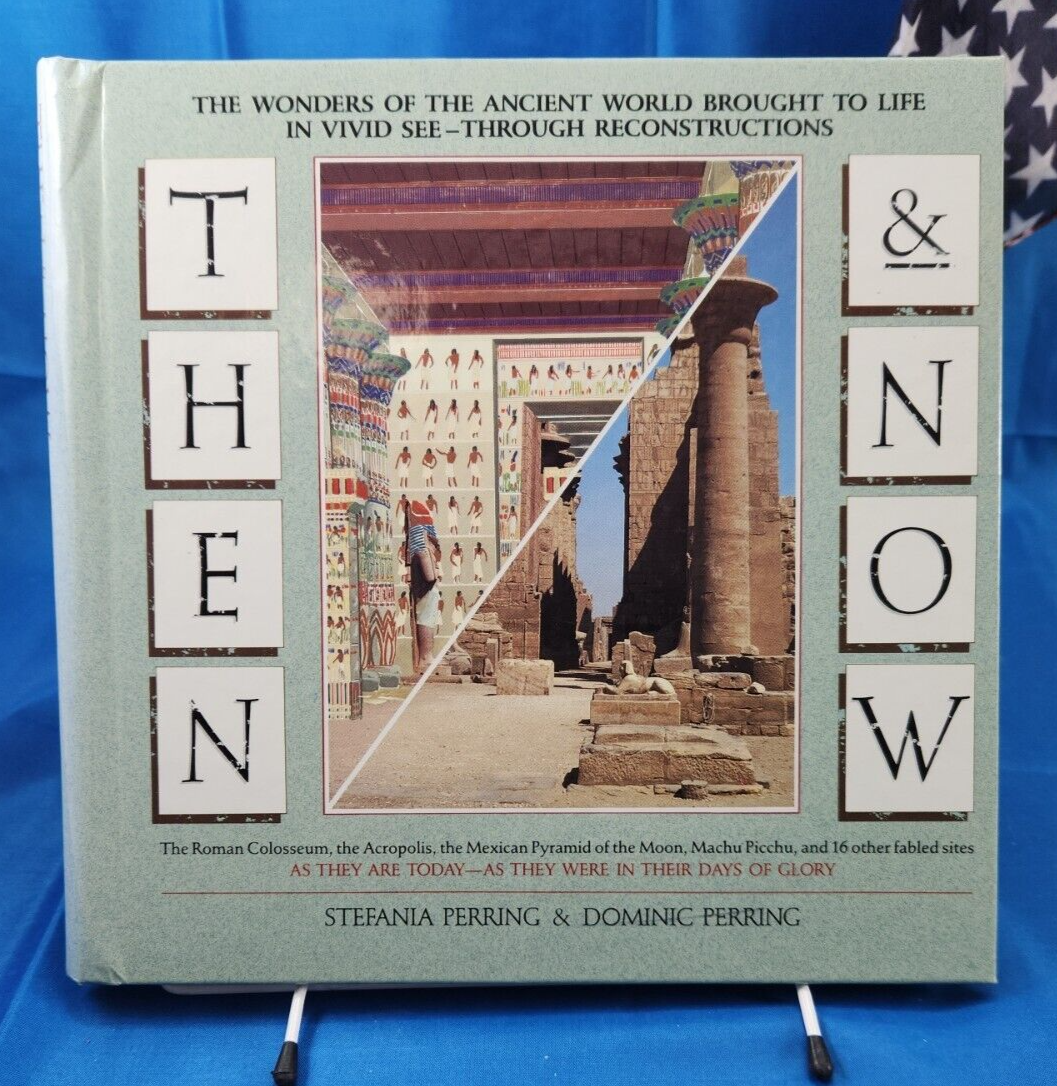 THE WONDERS OF THE ANCIENT WORLD BROUGHT TO LIFE
IN VIVID SEE–THROUGH RECONSTRUCTIONS
THEN
& NOW
The Roman Colosseum, the Acropolis, the Mexican Pyramid of the Moon, Machu Picchu, and 16 other fabled sites
AS THEY ARE TODAY—AS THEY WERE IN THEIR DAYS OF GLORY
STEFANIA PERRING & DOMINIC PERRING